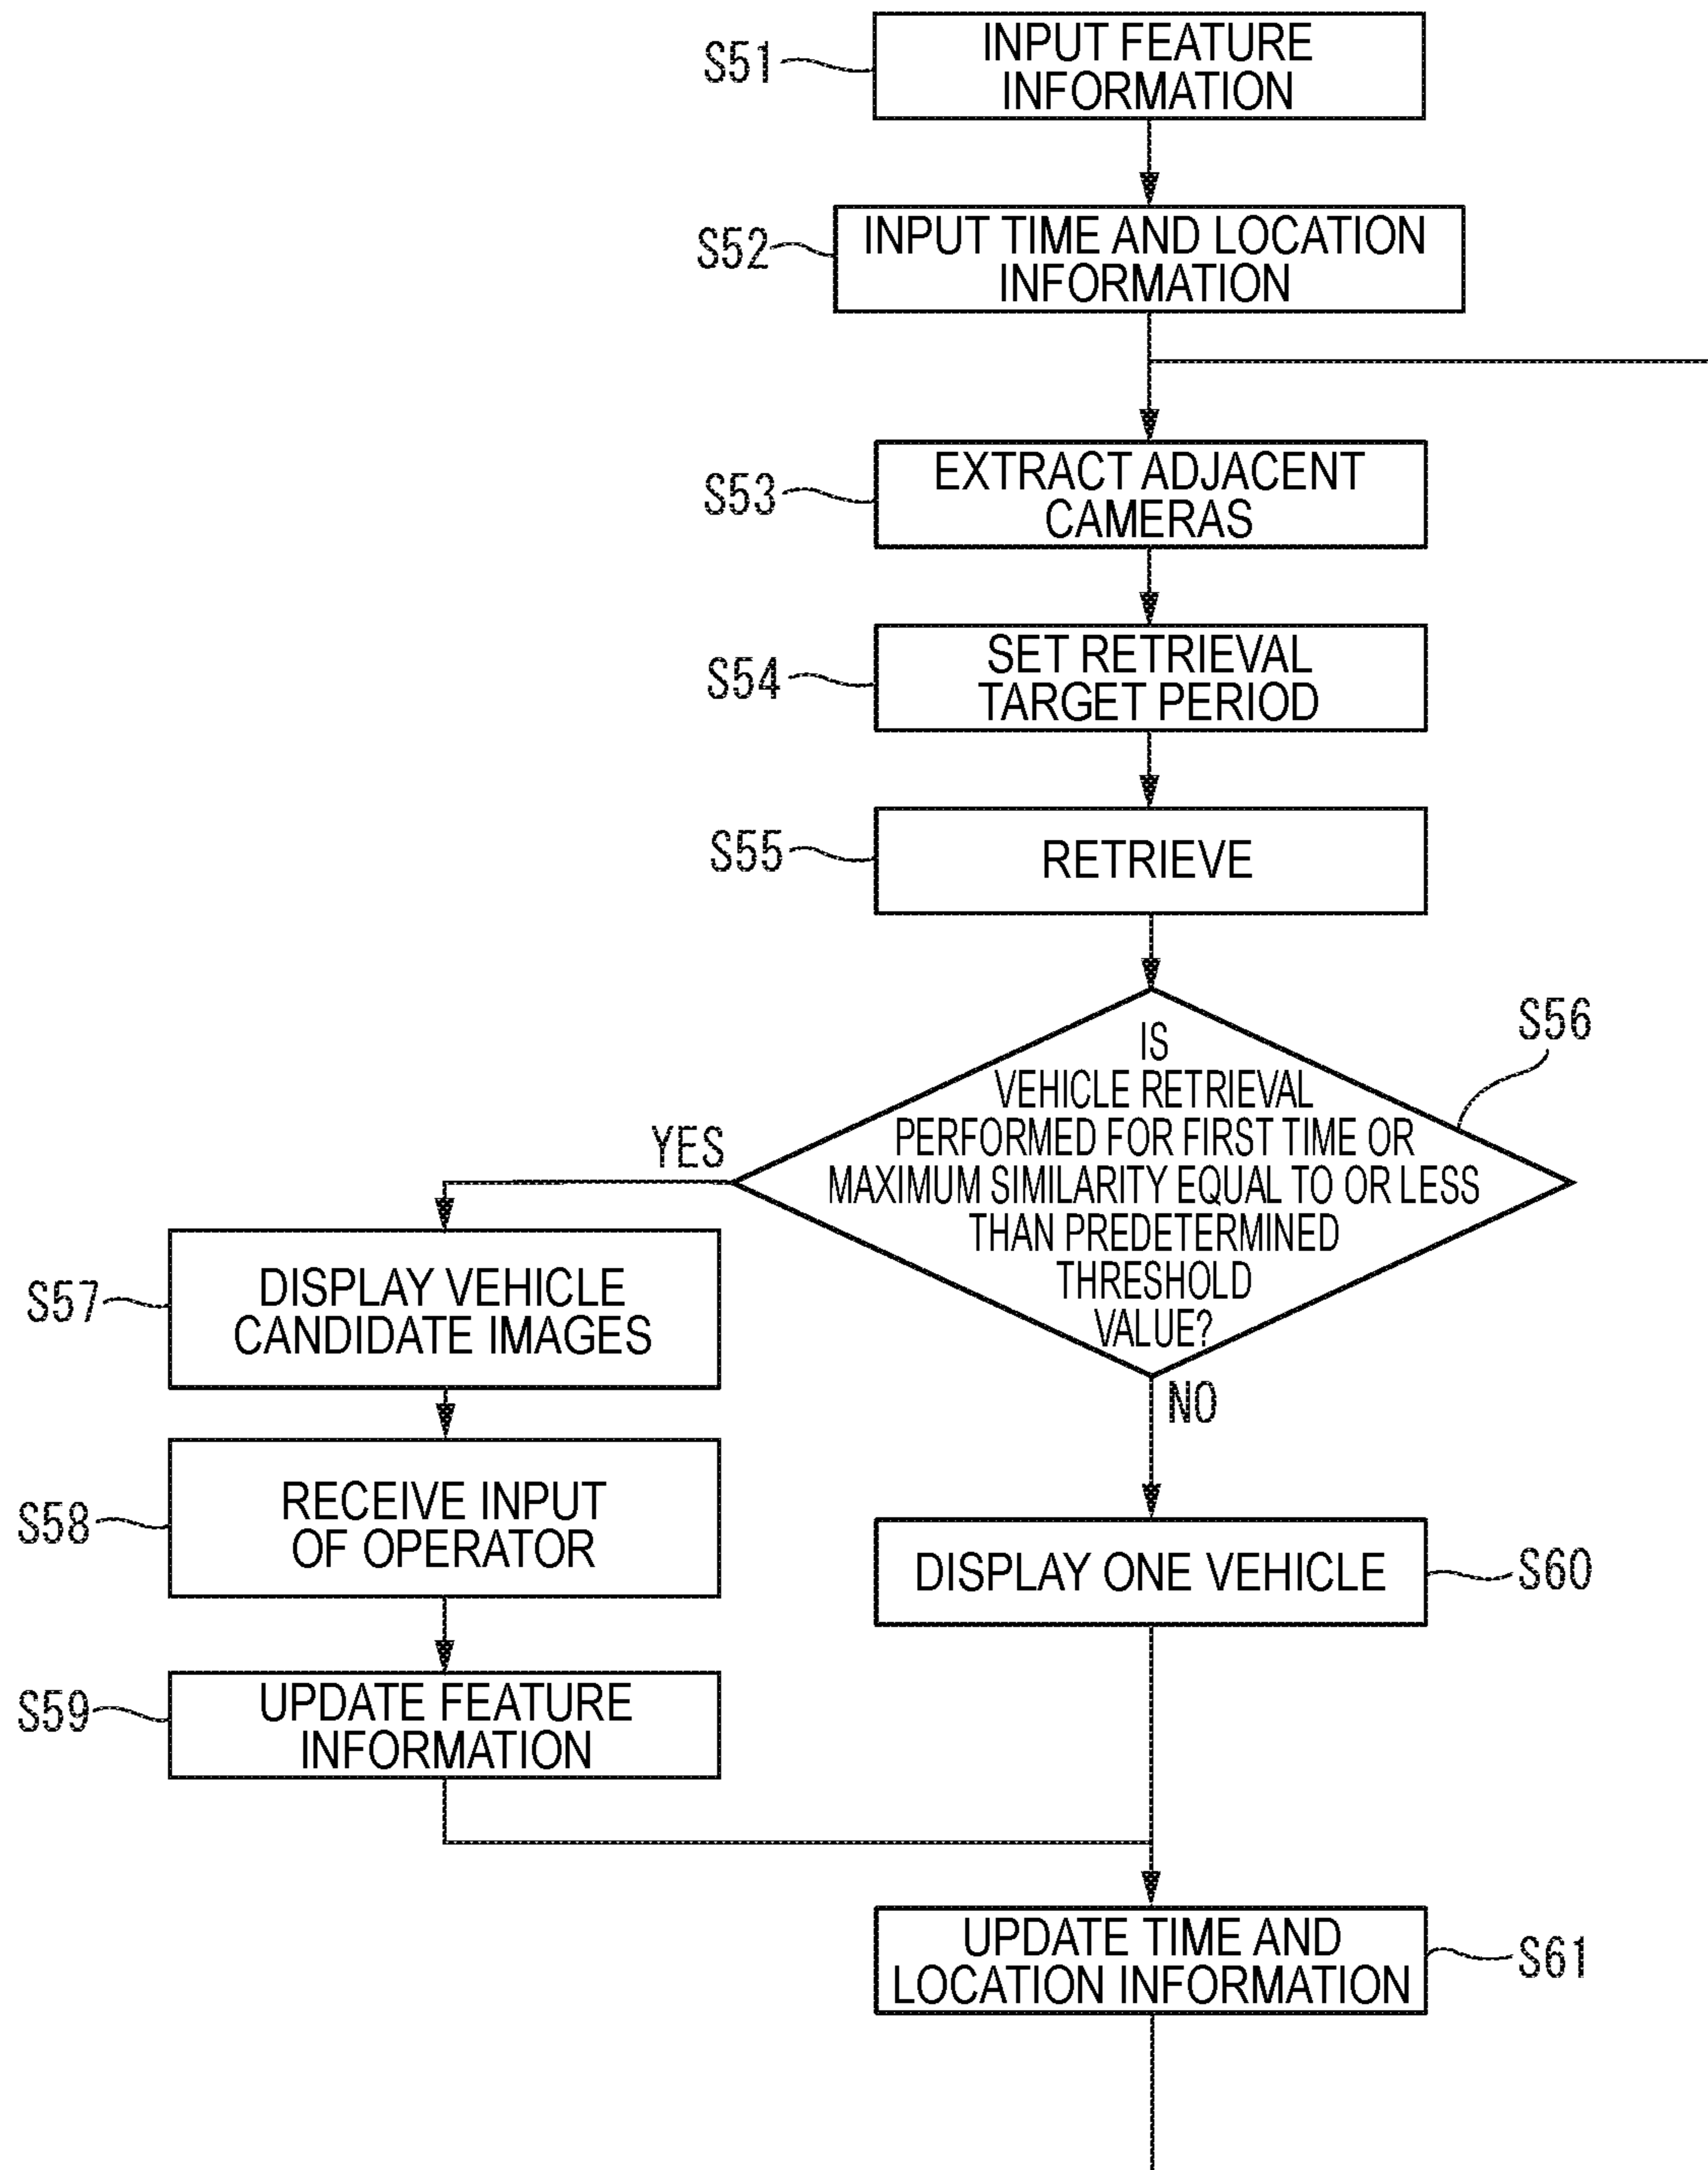 S51
INPUT FEATURE
INFORMATION
S52
INPUT TIME AND LOCATION
INFORMATION
S53
EXTRACT ADJACENT
CAMERAS
S54
SET RETRIEVAL
TARGET PERIOD
S55
RETRIEVE
S56
IS
VEHICLE RETRIEVAL
PERFORMED FOR FIRST TIME OR
MAXIMUM SIMILARITY EQUAL TO OR LESS
THAN PREDETERMINED
THRESHOLD
VALUE?
YES
NO
S57
DISPLAY VEHICLE
CANDIDATE IMAGES
S58
RECEIVE INPUT
OF OPERATOR
S59
UPDATE FEATURE
INFORMATION
DISPLAY ONE VEHICLE
S60
UPDATE TIME AND
LOCATION INFORMATION
S61